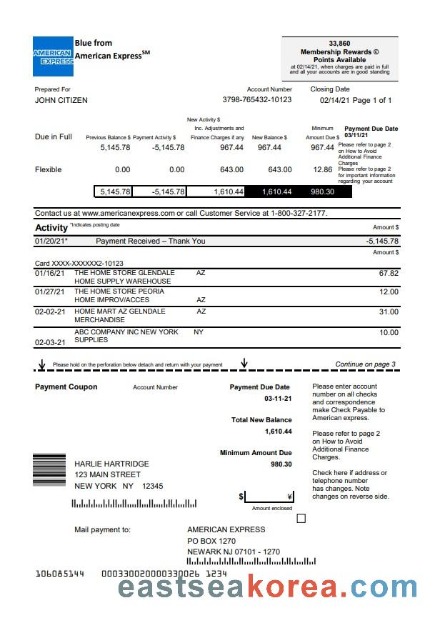 AMERICAN EXPRESS
Blue from
American Express℠
33,860
Membership Rewards ©
Points Available
at 02/14/21, when charges are paid in full
and all your accounts are in good standing
Prepared For Account Number Closing Date
JOHN CITIZEN 3798-765432-10123 02/14/21 Page 1 of 1
New Activity $
Inc. Adjustments and Minimum Payment Due Date
Previous Balance $ Payment Activity $ Finance Charges if any New Balance $ Amount Due $ 03/11/21
Due in Full 5,145.78 -5,145.78 967.44 967.44 967.44
Please refer to page 2
on How to Avoid
Additional Finance
Charges
Flexible 0.00 0.00 643.00 643.00 12.86
Please refer to page 2
for important information
regarding your account
5,145.78 -5,145.78 1,610.44 1,610.44 980.30
Contact us at www.americanexpress.com or call Customer Service at 1-800-327-2177.
Activity *Indicates posting date Amount $
01/20/21* Payment Received – Thank You -5,145.78
Amount $
Card XXXX-XXXXXX2-10123
01/16/21 THE HOME STORE GLENDALE AZ 67.82
HOME SUPPLY WAREHOUSE
01/27/21 THE HOME STORE PEORIA 12.00
HOME IMPROV/ACCES AZ
02-02/21 HOME MART AZ GELNDALE AZ 31.00
MERCHANDISE
ABC COMPANY INC NEW YORK NY 10.00
02-03/21 SUPPLIES
Please hold on the perforation below detach and return with your payment Continue on page 3
Payment Coupon Account Number Payment Due Date
03-11-21
Total New Balance
1,610.44
Minimum Amount Due
980.30
Please enter account
number on all checks
and correspondence
make Check Payable to
American express.
Please refer to page 2
on How to Avoid
Additional Finance
Charges.
Check here if address or
telephone number
has changes. Note
changes on reverse side.
HARLIE HARTRIDGE
123 MAIN STREET
NEW YORK NY 12345
$ ¥
Amount enclosed
Mail payment to: AMERICAN EXPRESS
PO BOX 1270
NEWARK NJ 07101 - 1270
106085144 000330020000330026 1234
eastseakorea.com